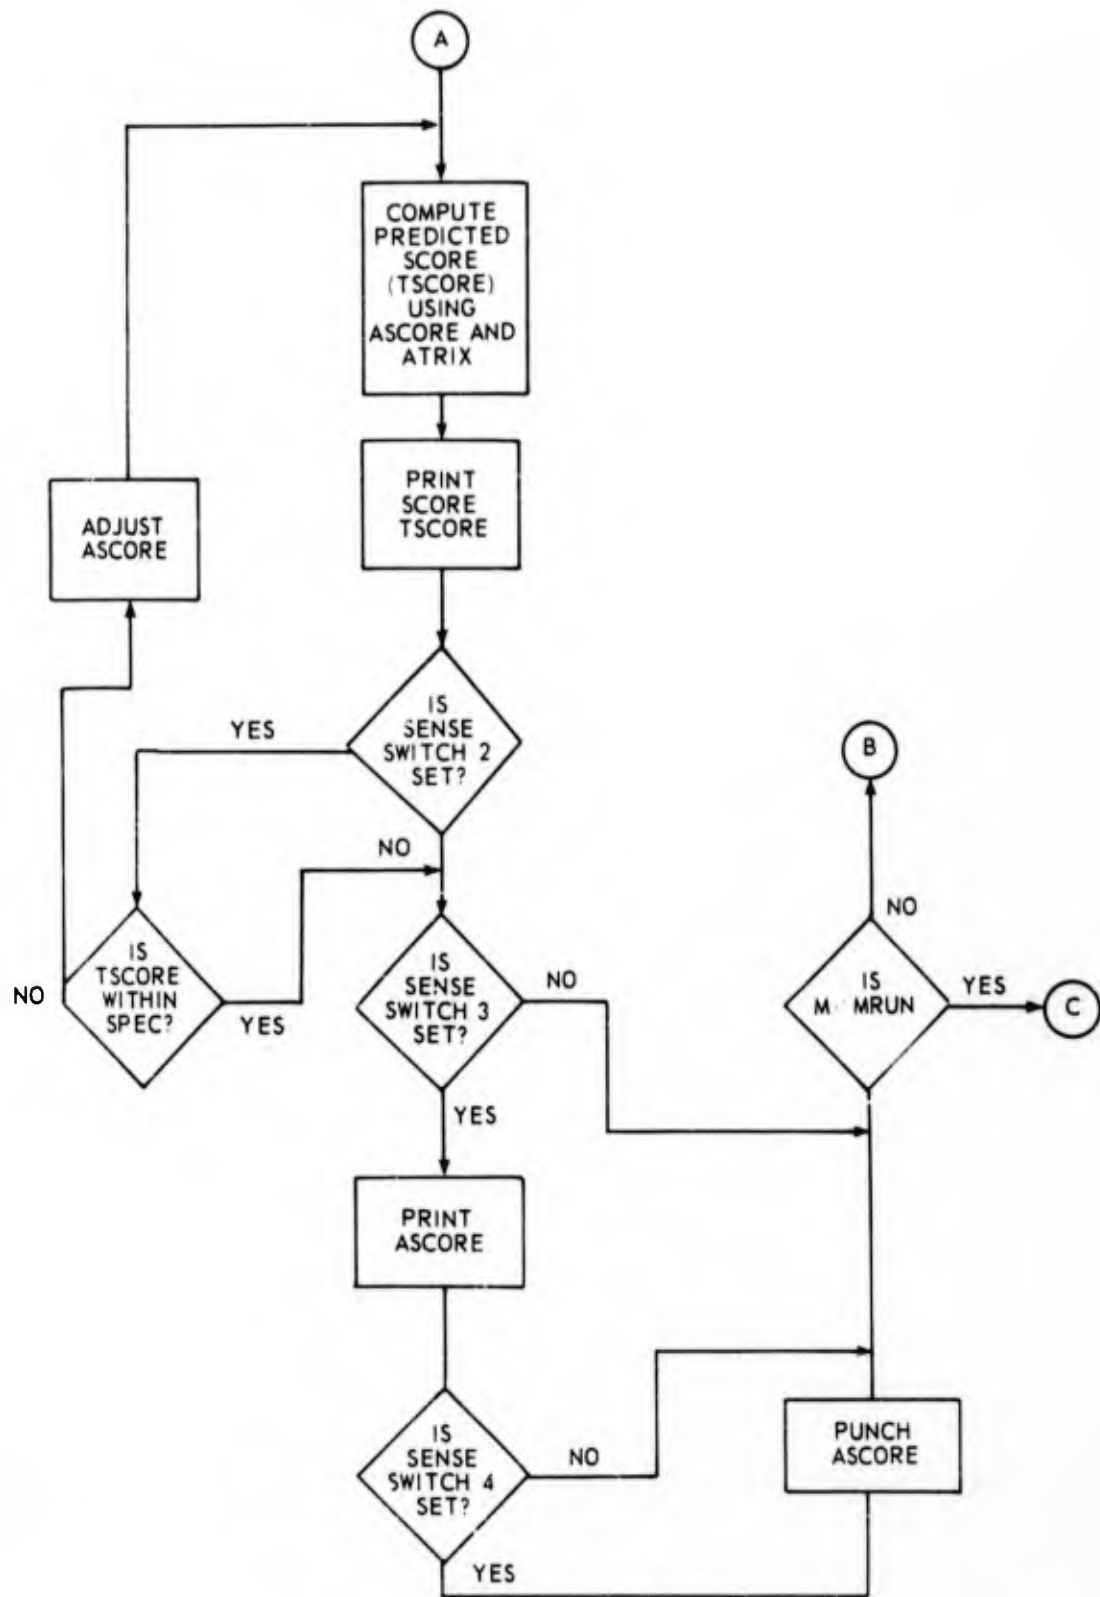 A
COMPUTE
PREDICTED
SCORE
(TSCORE)
USING
ASCORE AND
ATRIX
PRINT
SCORE
TSCORE
ADJUST
ASCORE
IS
SENSE
SWITCH 2
SET?
YES
NO
B
IS
TSCORE
WITHIN
SPEC?
NO
YES
IS
SENSE
SWITCH 3
SET?
NO
YES
NO
IS
M MRUN
YES
C
PRINT
ASCORE
IS
SENSE
SWITCH 4
SET?
NO
YES
PUNCH
ASCORE